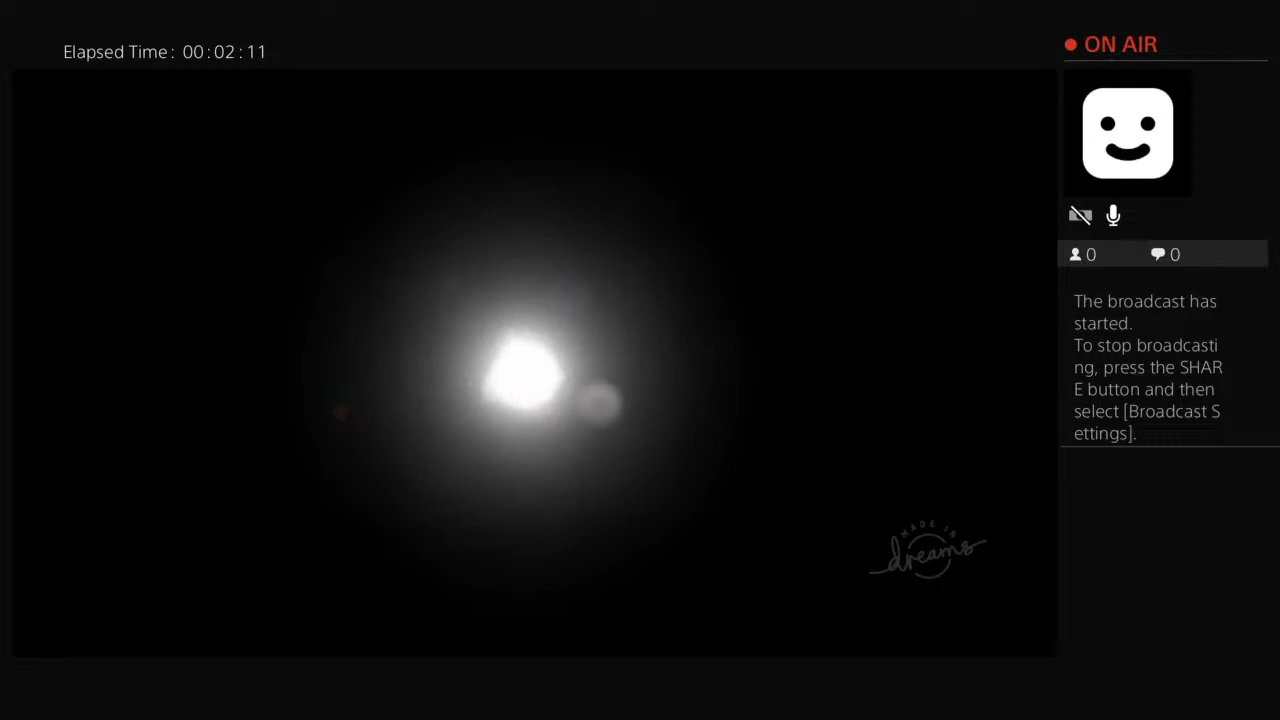 Elapsed Time: 00:02:11
ON AIR
0 0
The broadcast has
started.
To stop broadcasti
ng, press the SHAR
E button and then
select [Broadcast S
ettings].
MADE IN
dreams